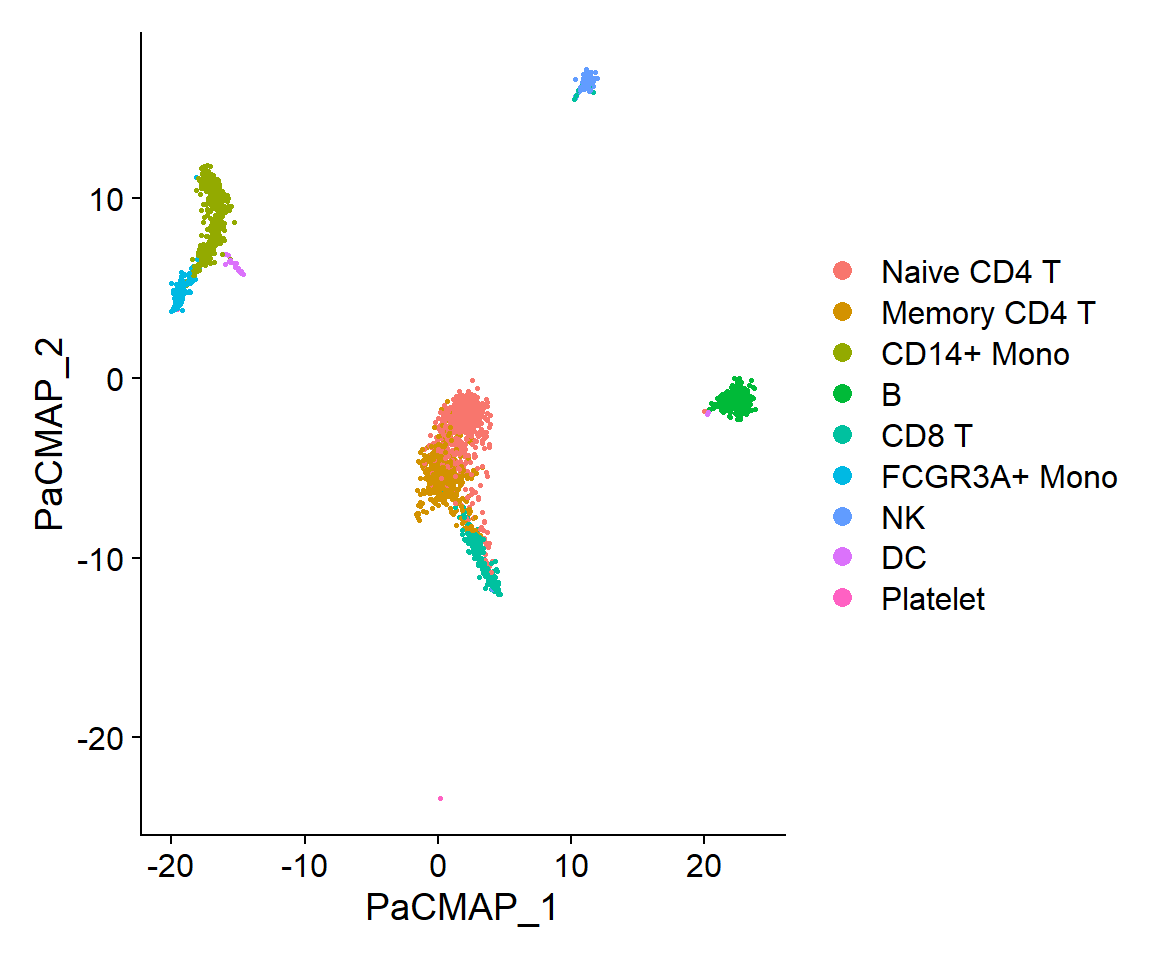 10
0
-10
-20
PaCMAP_2
-20
-10
0
10
20
PaCMAP_1
Naive CD4 T
Memory CD4 T
CD14+ Mono
B
CD8 T
FCGR3A+ Mono
NK
DC
Platelet